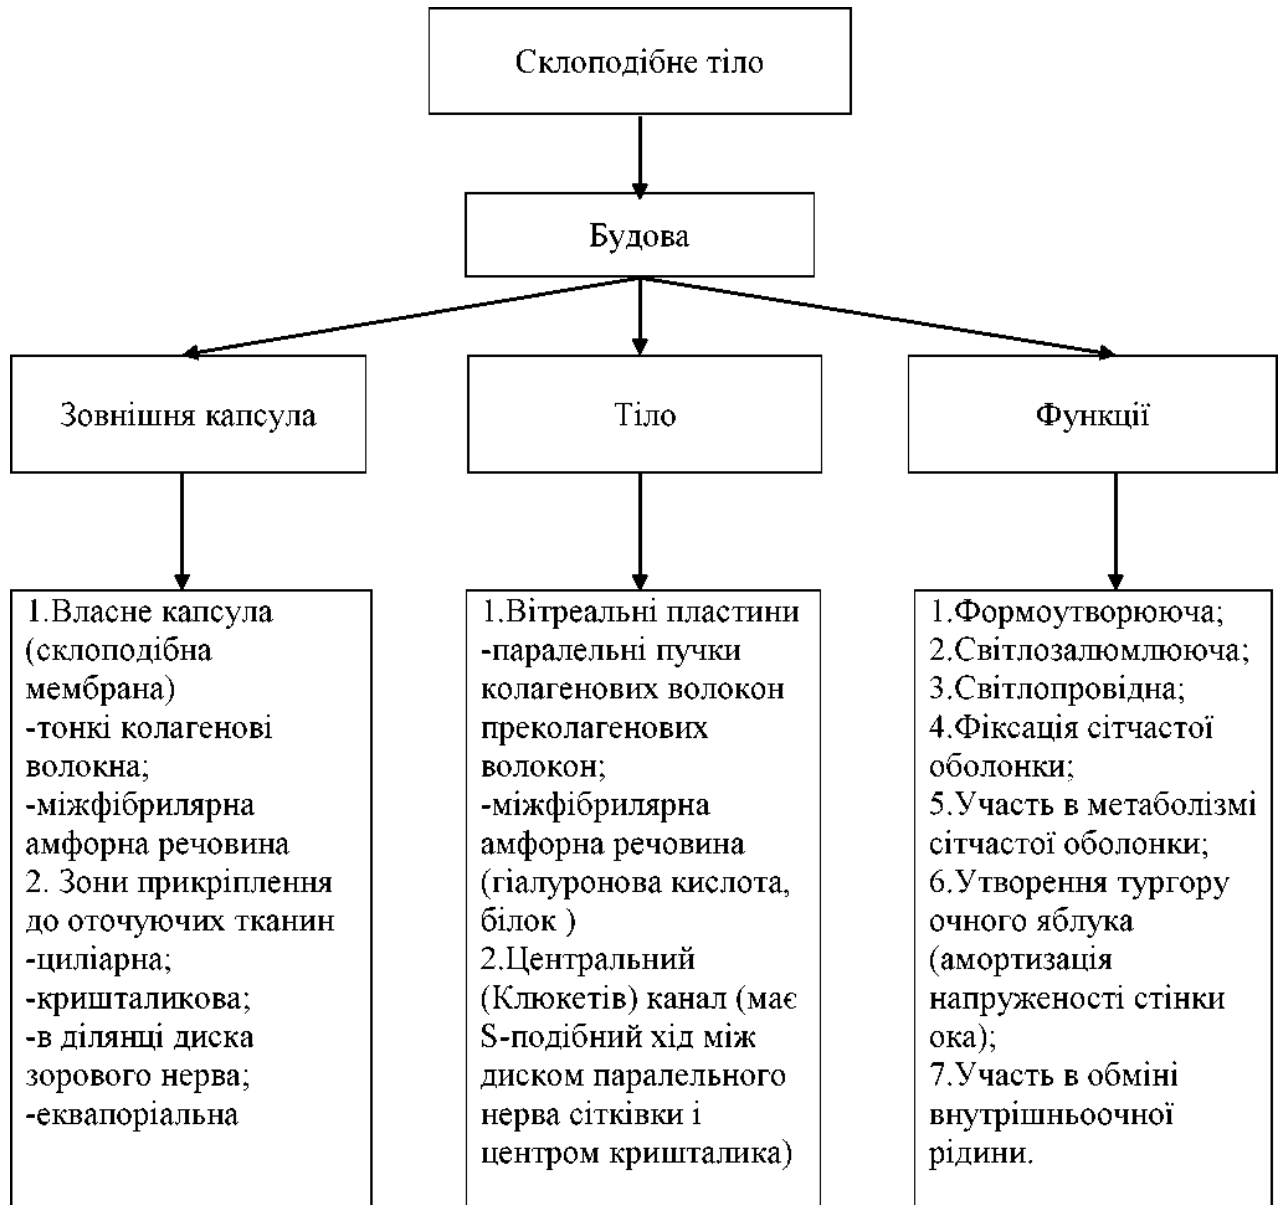 Склоподібне тіло
Будова
Зовнішня капсула
Тіло
Функції
1.Власне капсула
(склоподібна
мембрана)
-тонкі колагенові
волокна;
-міжфібрилярна
амфорна речовина
2. Зони прикріплення
до оточуючих тканин
-циліарна;
-кришталикова;
-в ділянці диска
зорового нерва;
-еквапоріальна
1.Вітреальні пластини
-паралельні пучки
колагенових волокон
преколагенових
волокон;
-міжфібрилярна
амфорна речовина
(гіалуронова кислота,
білок )
2.Центральний
(Клюкетів) канал (має
S-подібний хід між
диском паралельного
нерва сітківки і
центром кришталика)
1.Формоутворююча;
2.Світлозалюмлююча;
3.Світлопровідна;
4.Фіксація сітчастої
оболонки;
5.Участь в метаболізмі
сітчастої оболонки;
6.Утворення тургору
очного яблука
(амортизація
напруженості стінки
ока);
7.Участь в обміні
внутрішньоочної
рідини.